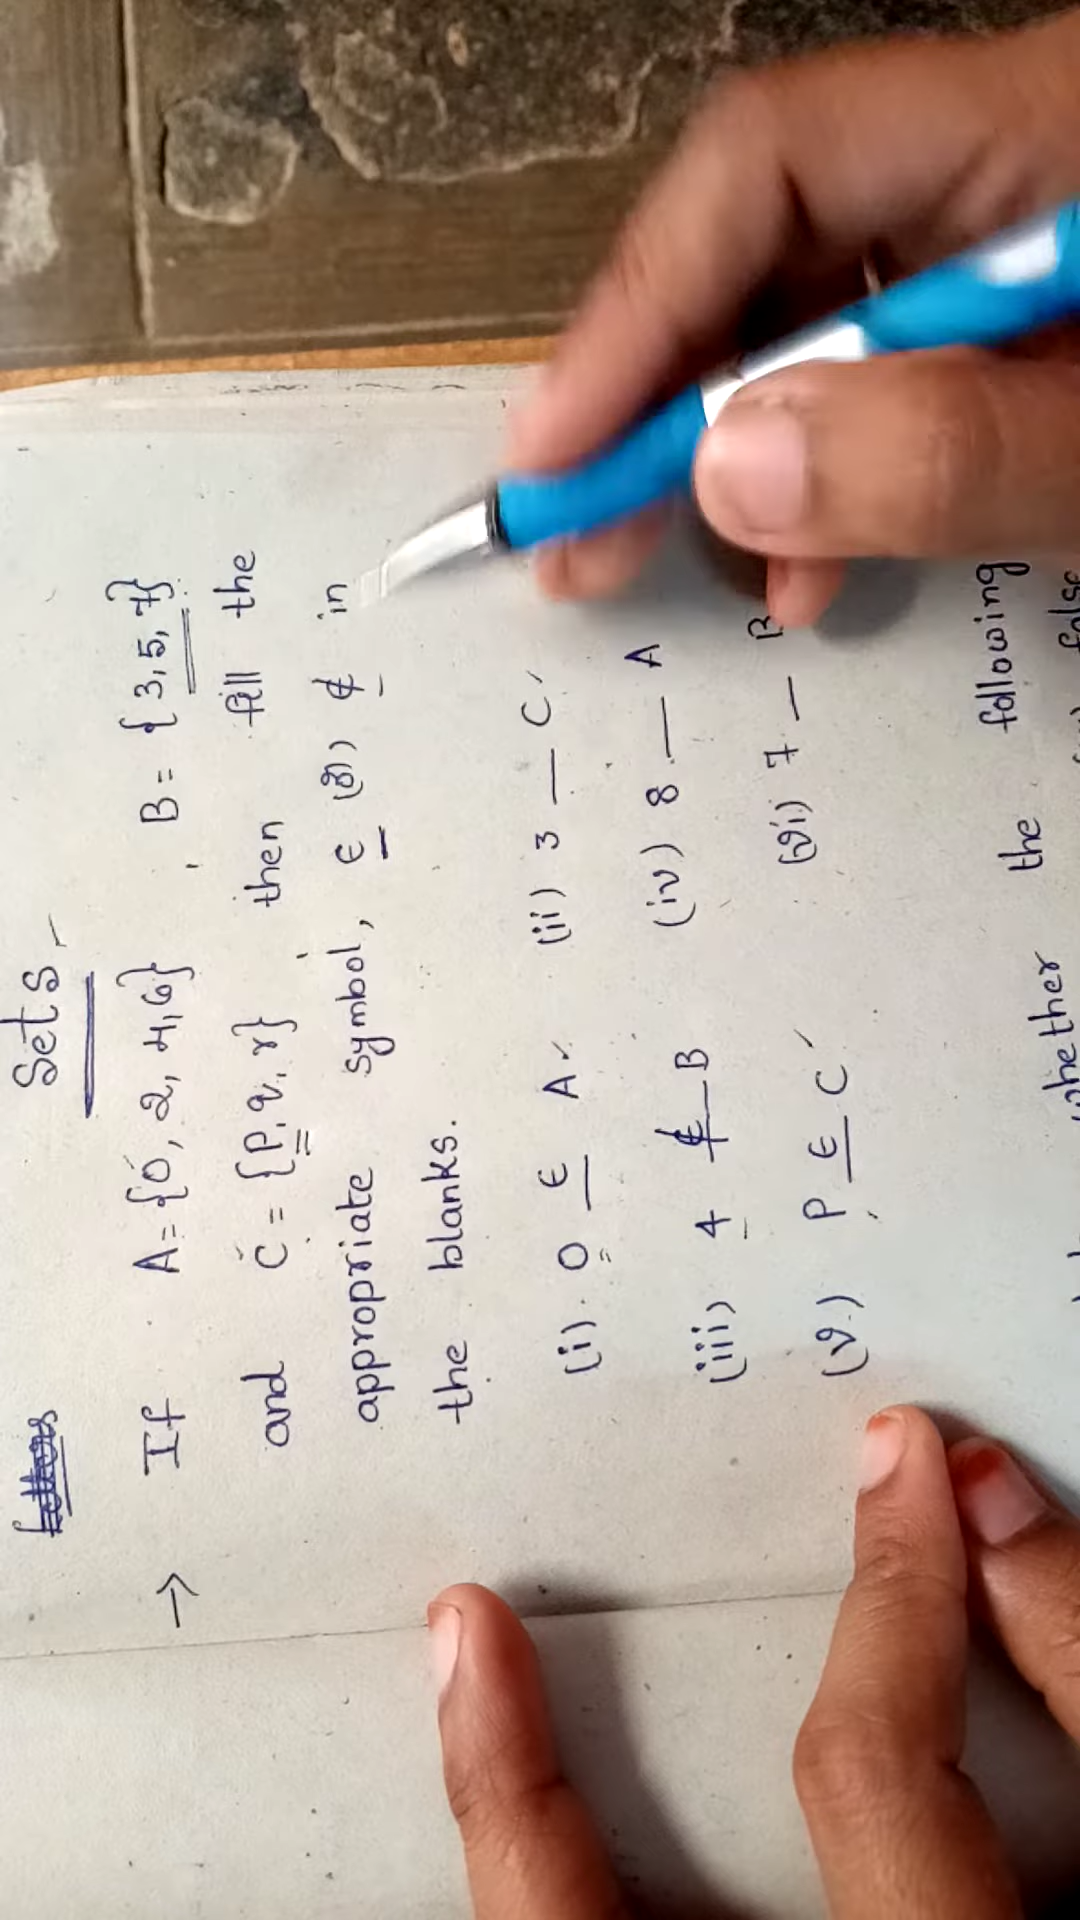 Sets
→ If A = {0, 2, 4, 6} , B = { 3, 5, 7}
and C = {p, q, r} then fill the
appropriate symbol, ∈ (or) ∉ in
the blanks.
(i) 0 ∈ A (ii) 3 __ C
(iii) 4 ∉ B (iv) 8 __ A
(v) P ∈ C (vi) 7 __ B
whether the following
false